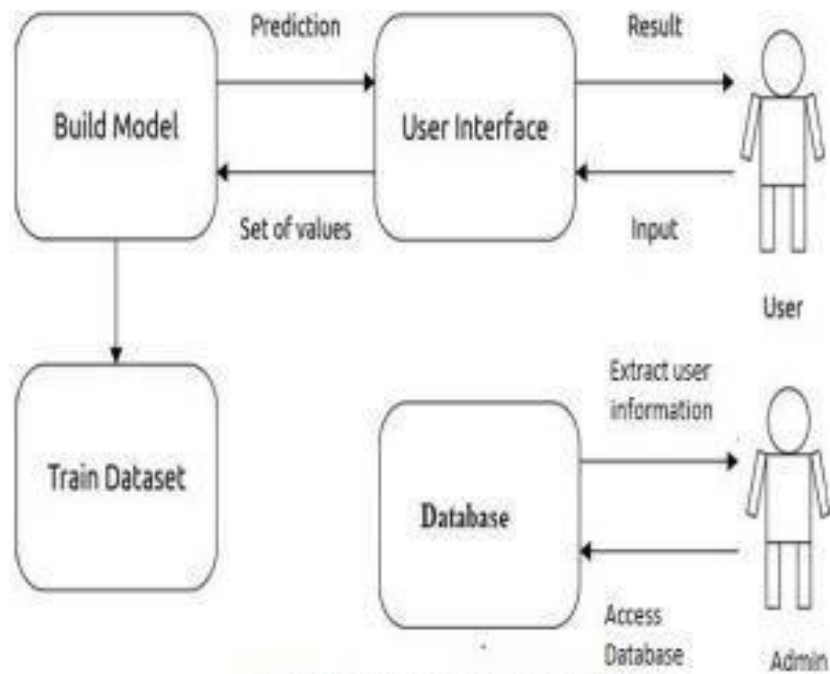 Prediction
Result
Build Model
User Interface
Set of values
Input
User
Extract user
information
Train Dataset
Database
Access
Database
Admin